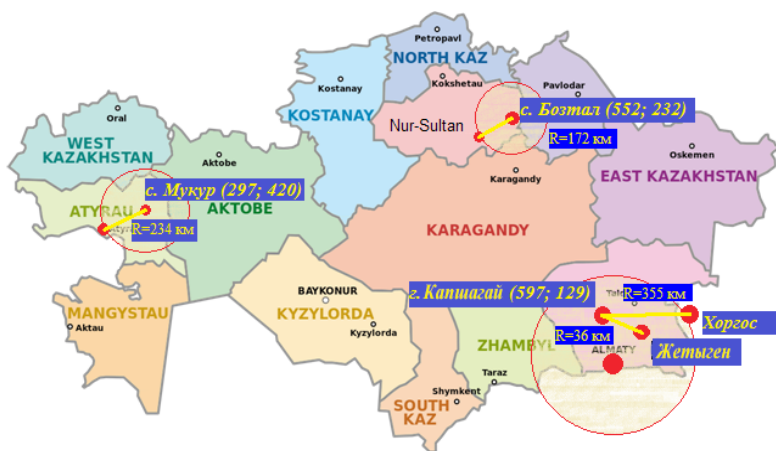 Petropavl
NORTH KAZ
Kostanay
Kokshetau
Pavlodar
KOSTANAY
с. Бозтал (552; 232)
Oral
Nur-Sultan
R=172 км
WEST
KAZAKHSTAN
Aktobe
Oskemen
Karagandy
EAST KAZAKHSTAN
с. Мукур (297; 420)
ATYRAU
AKTOBE
R=234 км
KARAGANDY
BAYKONUR
г. Капшагай (597; 129)
R=355 км
MANGYSTAU
KYZYLORDA
Хоргос
Aktau
Kyzylorda
R=36 км
ZHAMBYL
ALMATY
Жетыген
Taraz
Shymkent
SOUTH
KAZ